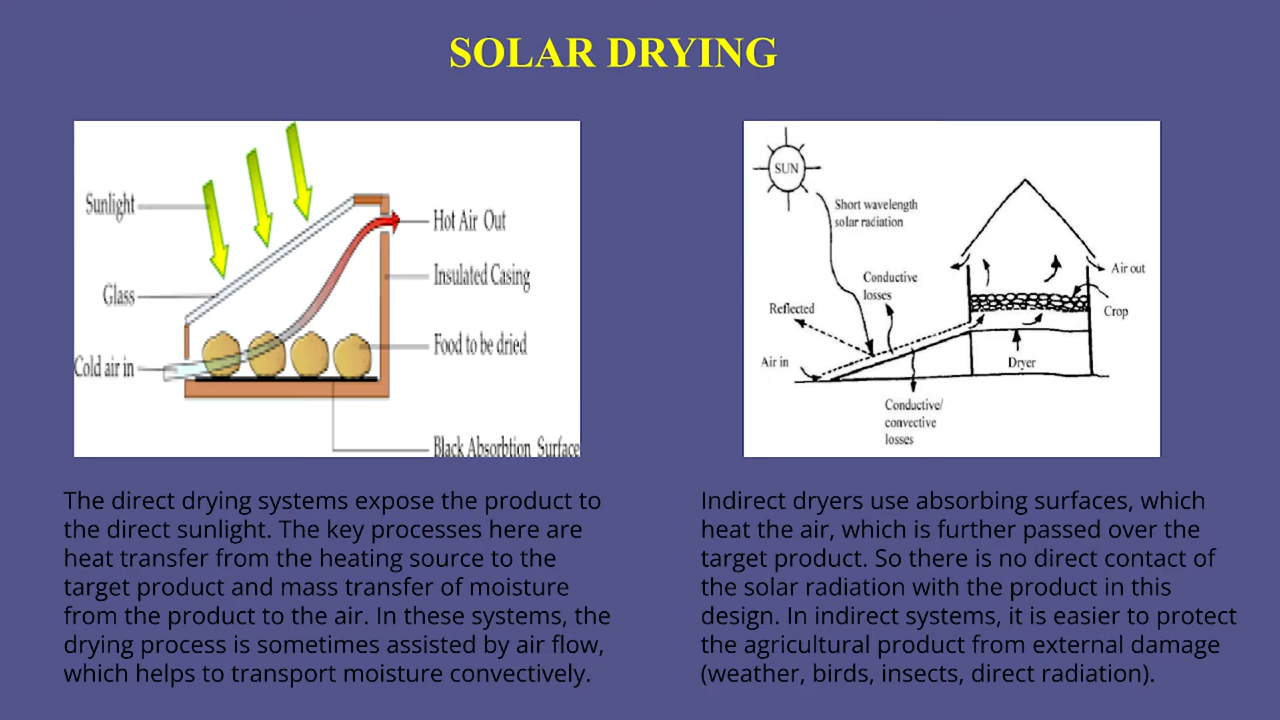 SOLAR DRYING
Sunlight
Glass
Cold air in
Hot Air Out
Insulated Casing
Food to be dried
Black Absorbtion Surface
SUN
Short wavelength
solar radiation
Conductive
losses
Reflected
Air in
Air out
Crop
Dryer
Conductive/
convective
losses
The direct drying systems expose the product to
the direct sunlight. The key processes here are
heat transfer from the heating source to the
target product and mass transfer of moisture
from the product to the air. In these systems, the
drying process is sometimes assisted by air flow,
which helps to transport moisture convectively.
Indirect dryers use absorbing surfaces, which
heat the air, which is further passed over the
target product. So there is no direct contact of
the solar radiation with the product in this
design. In indirect systems, it is easier to protect
the agricultural product from external damage
(weather, birds, insects, direct radiation).